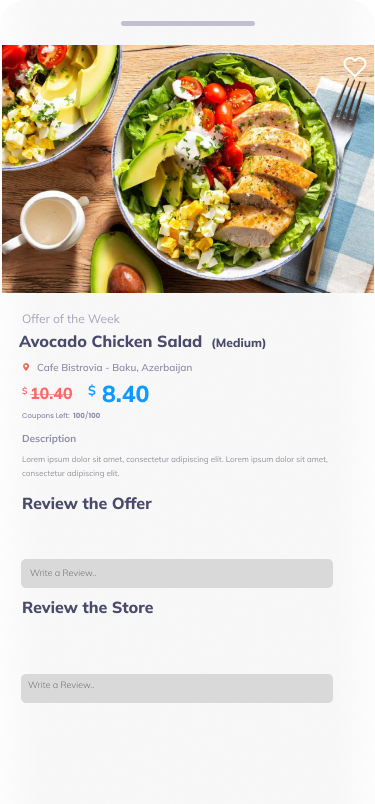 Offer of the Week
Avocado Chicken Salad (Medium)
Cafe Bistrovia - Baku, Azerbaijan
$ 10.40 $ 8.40
Coupons Left: 100/100
Description
Lorem ipsum dolor sit amet, consectetur adipiscing elit. Lorem ipsum dolor sit amet,
consectetur adipiscing elit.
Review the Offer
Write a Review..
Review the Store
Write a Review..